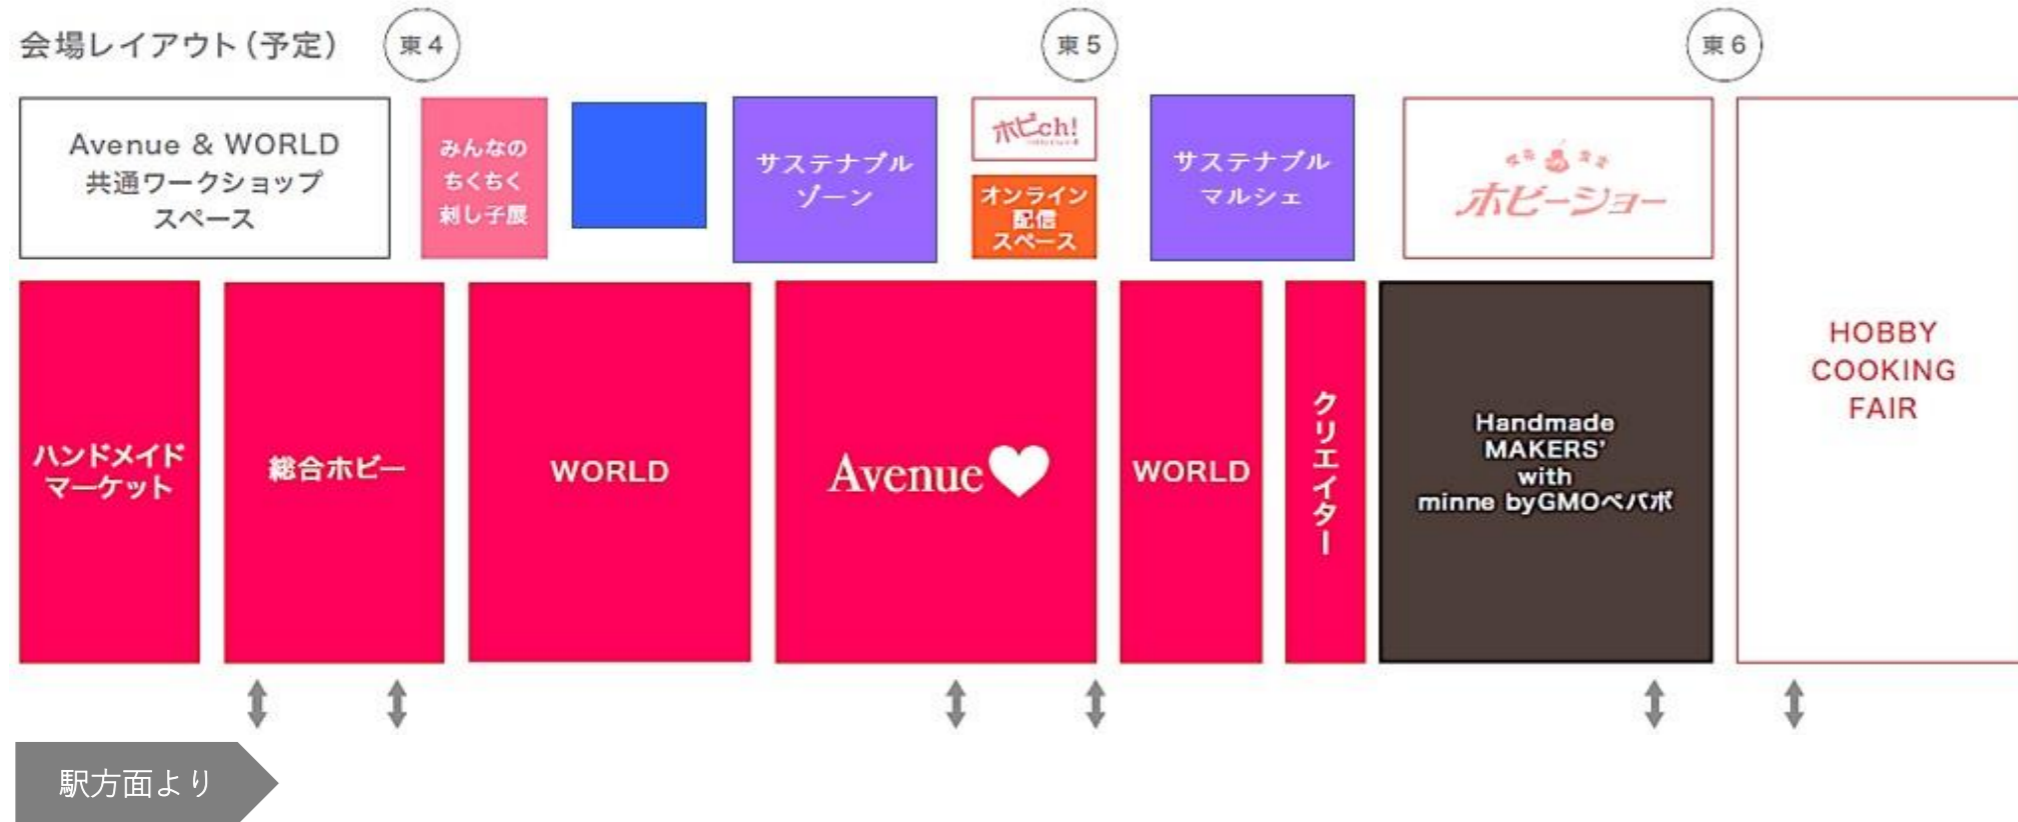 会場レイアウト(予定)
東4
東5
東6
Avenue & WORLD
共通ワークショップ
スペース
みんなの
ちくちく
刺し子展
サステナブル
ゾーン
ホビch!
オンライン
配信
スペース
サステナブル
マルシェ
ホビーショー
HOBBY
COOKING
FAIR
ハンドメイド
マーケット
総合ホビー
WORLD
Avenue
WORLD
クリエイター
Handmade
MAKERS'
with
minne byGMOペパボ
駅方面より